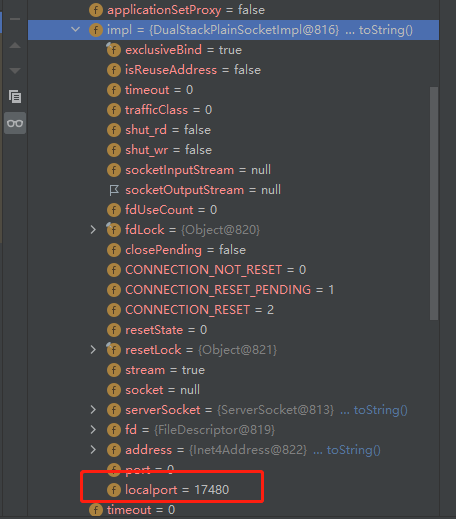 applicationSetProxy = false
impl = {DualStackPlainSocketImpl@816} ... toString()
exclusiveBind = true
isReuseAddress = false
timeout = 0
trafficClass = 0
shut_rd = false
shut_wr = false
socketInputStream = null
socketOutputStream = null
fdUseCount = 0
fdLock = {Object@820}
closePending = false
CONNECTION_NOT_RESET = 0
CONNECTION_RESET_PENDING = 1
CONNECTION_RESET = 2
resetState = 0
resetLock = {Object@821}
stream = true
socket = null
serverSocket = {ServerSocket@813} ... toString()
fd = {FileDescriptor@819}
address = {Inet4Address@822} ... toString()
port = 0
localport = 17480
timeout = 0